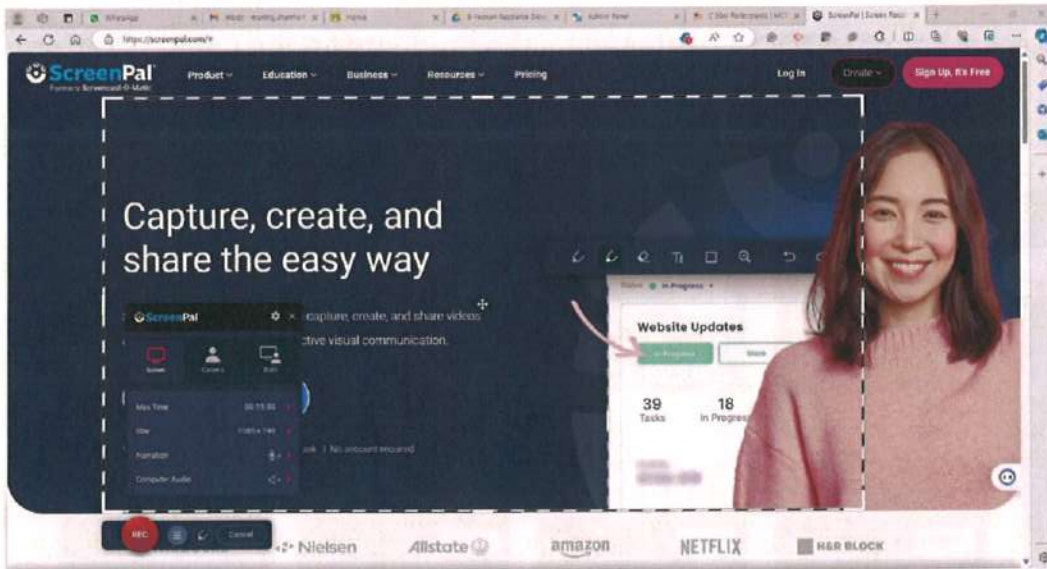 WhatsApp
https://screenpal.com/#
ScreenPal
Formerly Screencast-O-Matic
Product
Education
Business
Resources
Pricing
Log In
Create
Sign Up, It's Free
Capture, create, and
share the easy way
capture, create, and share videos
ctive visual communication.
No account required
ScreenPal
Screen
Camera
Both
Max Time
Size
Narration
Computer Audio
REC
Cancel
In Progress
Website Updates
In Progress
39
18
Tasks
In Progress
Nielsen
Allstate
amazon
NETFLIX
H&R BLOCK